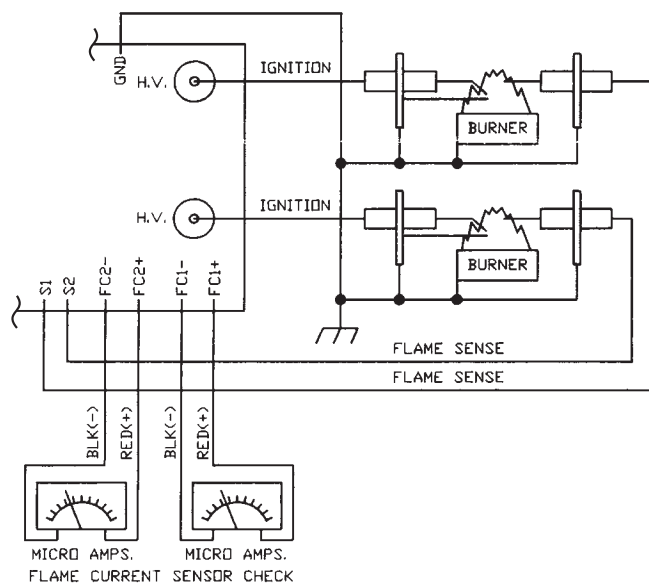 GND
H.V.
IGNITION
BURNER
H.V.
IGNITION
BURNER
S1
S2
FC2-
FC2+
FC1-
FC1+
FLAME SENSE
FLAME SENSE
BLK(-)
RED(+)
BLK(-)
RED(+)
MICRO AMPS.
FLAME CURRENT
MICRO AMPS.
SENSOR CHECK